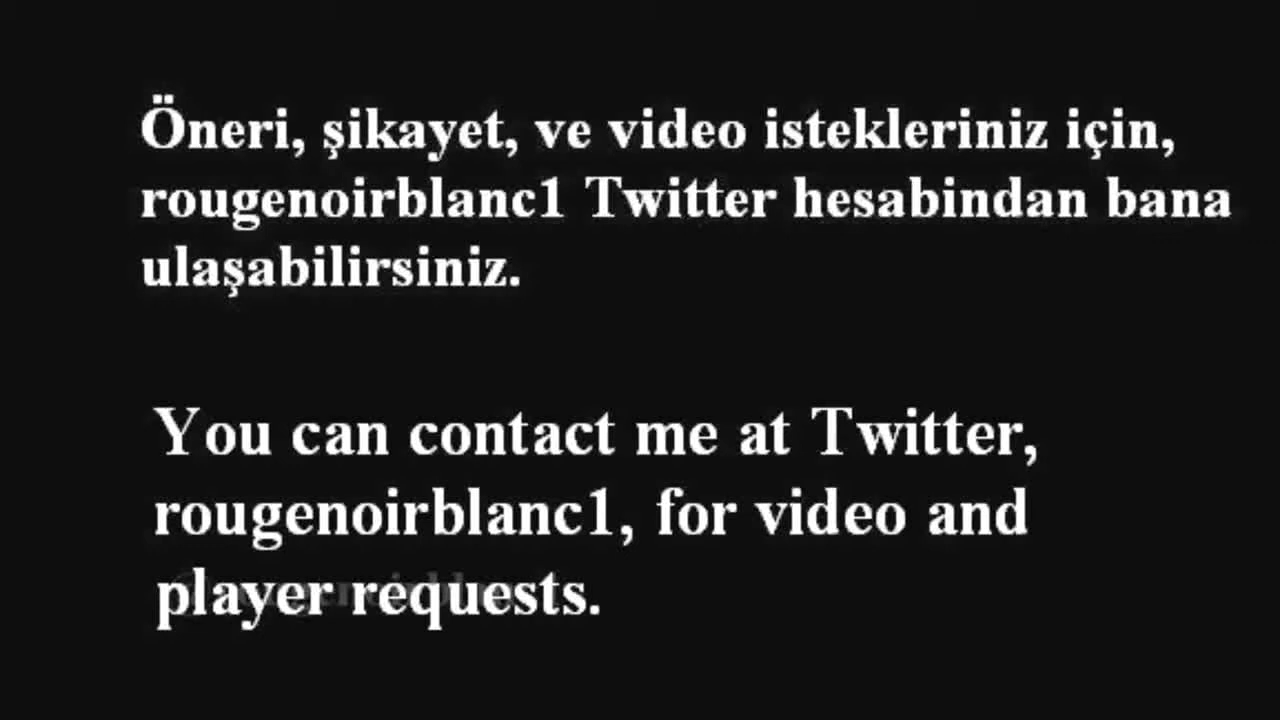 Öneri, şikayet, ve video istekleriniz için,
rougenoirblanc1 Twitter hesabindan bana
ulaşabilirsiniz.
You can contact me at Twitter,
rougenoirblanc1, for video and
player requests.